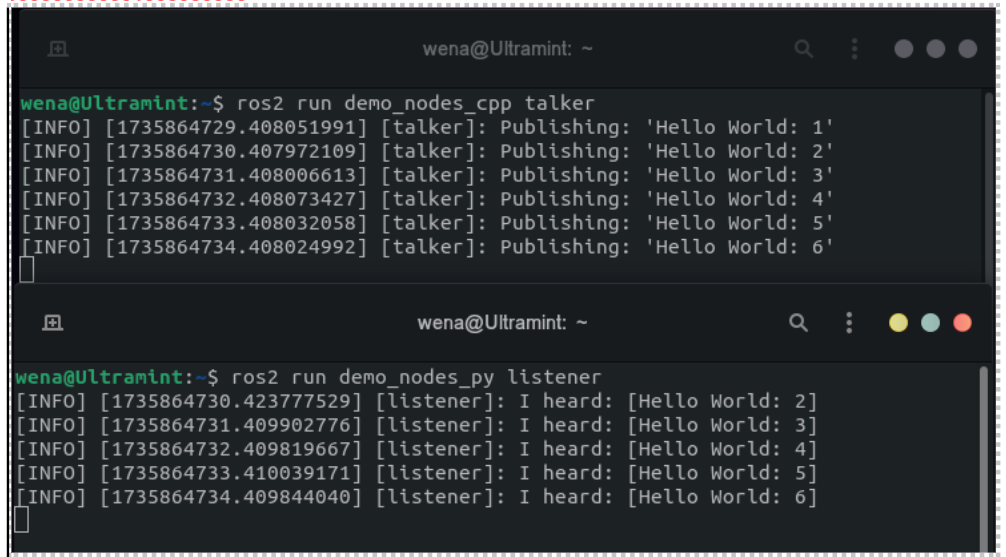 wena@Ultramint: ~
wena@Ultramint:~$ ros2 run demo_nodes_cpp talker
[INFO] [1735864729.408051991] [talker]: Publishing: 'Hello World: 1'
[INFO] [1735864730.407972109] [talker]: Publishing: 'Hello World: 2'
[INFO] [1735864731.408006613] [talker]: Publishing: 'Hello World: 3'
[INFO] [1735864732.408073427] [talker]: Publishing: 'Hello World: 4'
[INFO] [1735864733.408032058] [talker]: Publishing: 'Hello World: 5'
[INFO] [1735864734.408024992] [talker]: Publishing: 'Hello World: 6'
wena@Ultramint: ~
wena@Ultramint:~$ ros2 run demo_nodes_py listener
[INFO] [1735864730.423777529] [listener]: I heard: [Hello World: 2]
[INFO] [1735864731.409902776] [listener]: I heard: [Hello World: 3]
[INFO] [1735864732.409819667] [listener]: I heard: [Hello World: 4]
[INFO] [1735864733.410039171] [listener]: I heard: [Hello World: 5]
[INFO] [1735864734.409844040] [listener]: I heard: [Hello World: 6]